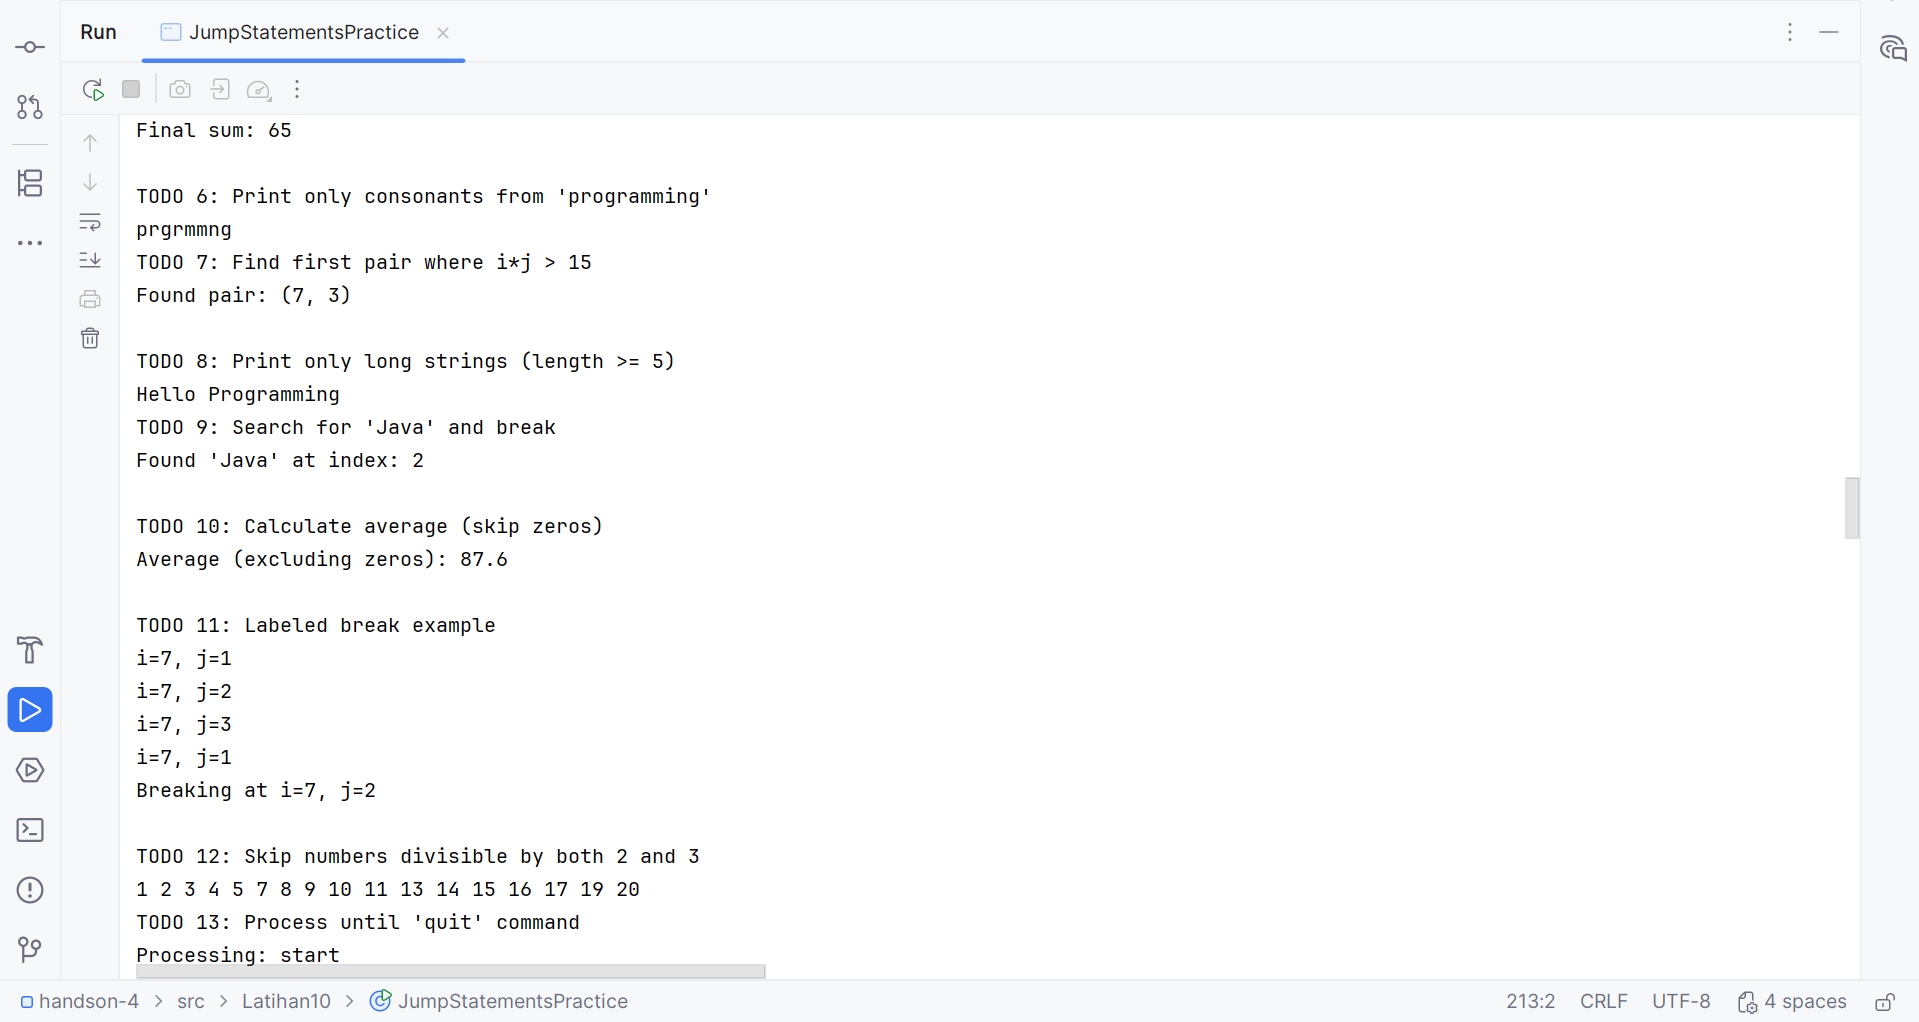 Run
JumpStatementsPractice
Final sum: 65
TODO 6: Print only consonants from 'programming'
prgrmmng
TODO 7: Find first pair where i*j > 15
Found pair: (7, 3)
TODO 8: Print only long strings (length >= 5)
Hello Programming
TODO 9: Search for 'Java' and break
Found 'Java' at index: 2
TODO 10: Calculate average (skip zeros)
Average (excluding zeros): 87.6
TODO 11: Labeled break example
i=7, j=1
i=7, j=2
i=7, j=3
i=7, j=1
Breaking at i=7, j=2
TODO 12: Skip numbers divisible by both 2 and 3
1 2 3 4 5 7 8 9 10 11 13 14 15 16 17 19 20
TODO 13: Process until 'quit' command
Processing: start
handson-4 > src > Latihan10 > JumpStatementsPractice
213:2 CRLF UTF-8 4 spaces